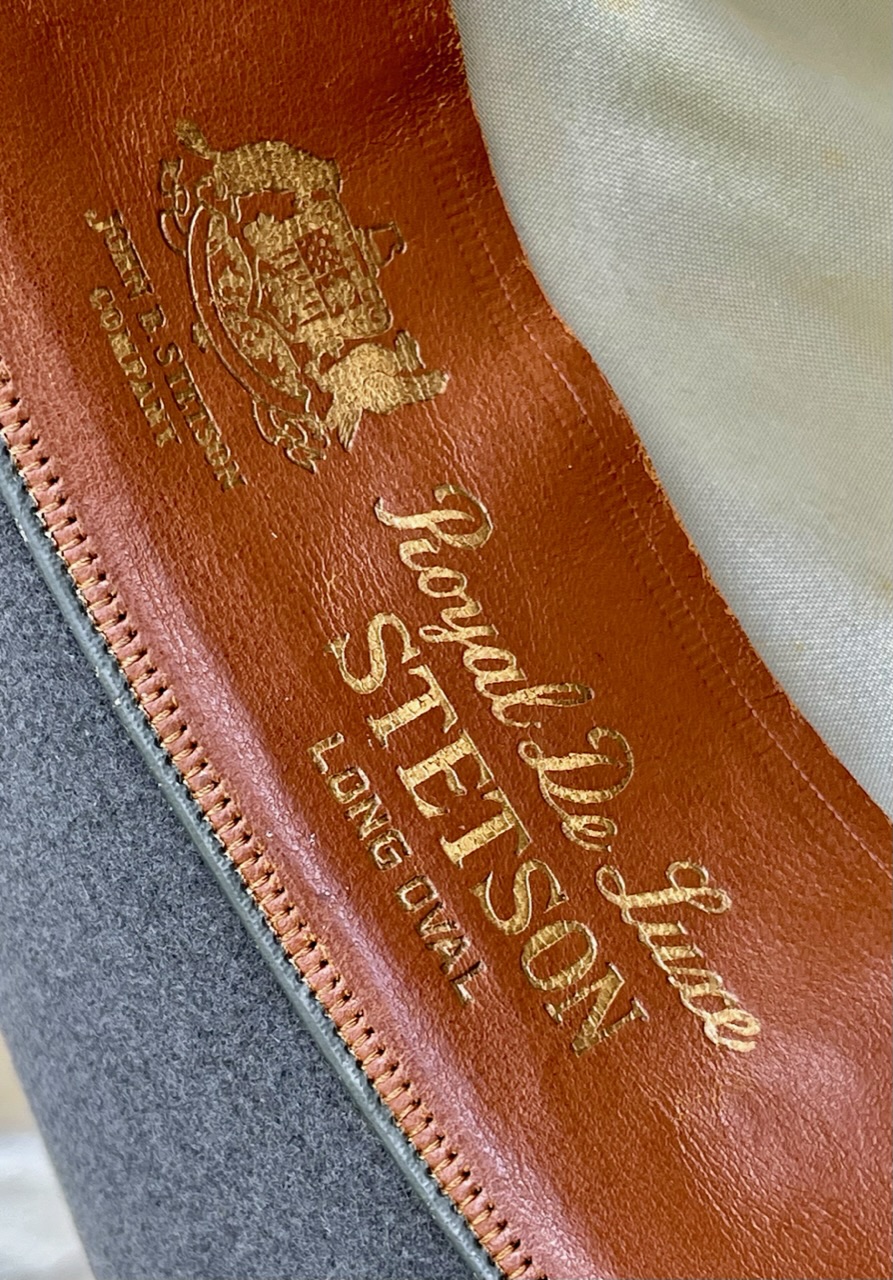 JOHN B. STETSON
COMPANY
Royal De Luxe
STETSON
LONG OVAL